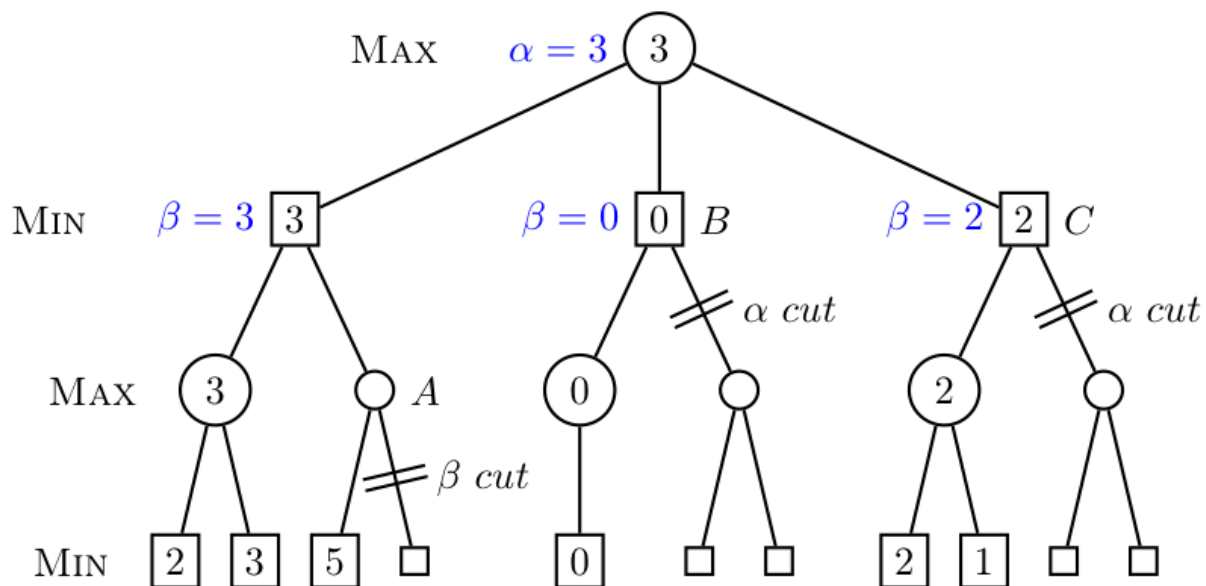 MAX α = 3 3
MIN β = 3 3 β = 0 0 B β = 2 2 C
α cut α cut
MAX 3 A 0 2
β cut
MIN 2 3 5 0 2 1